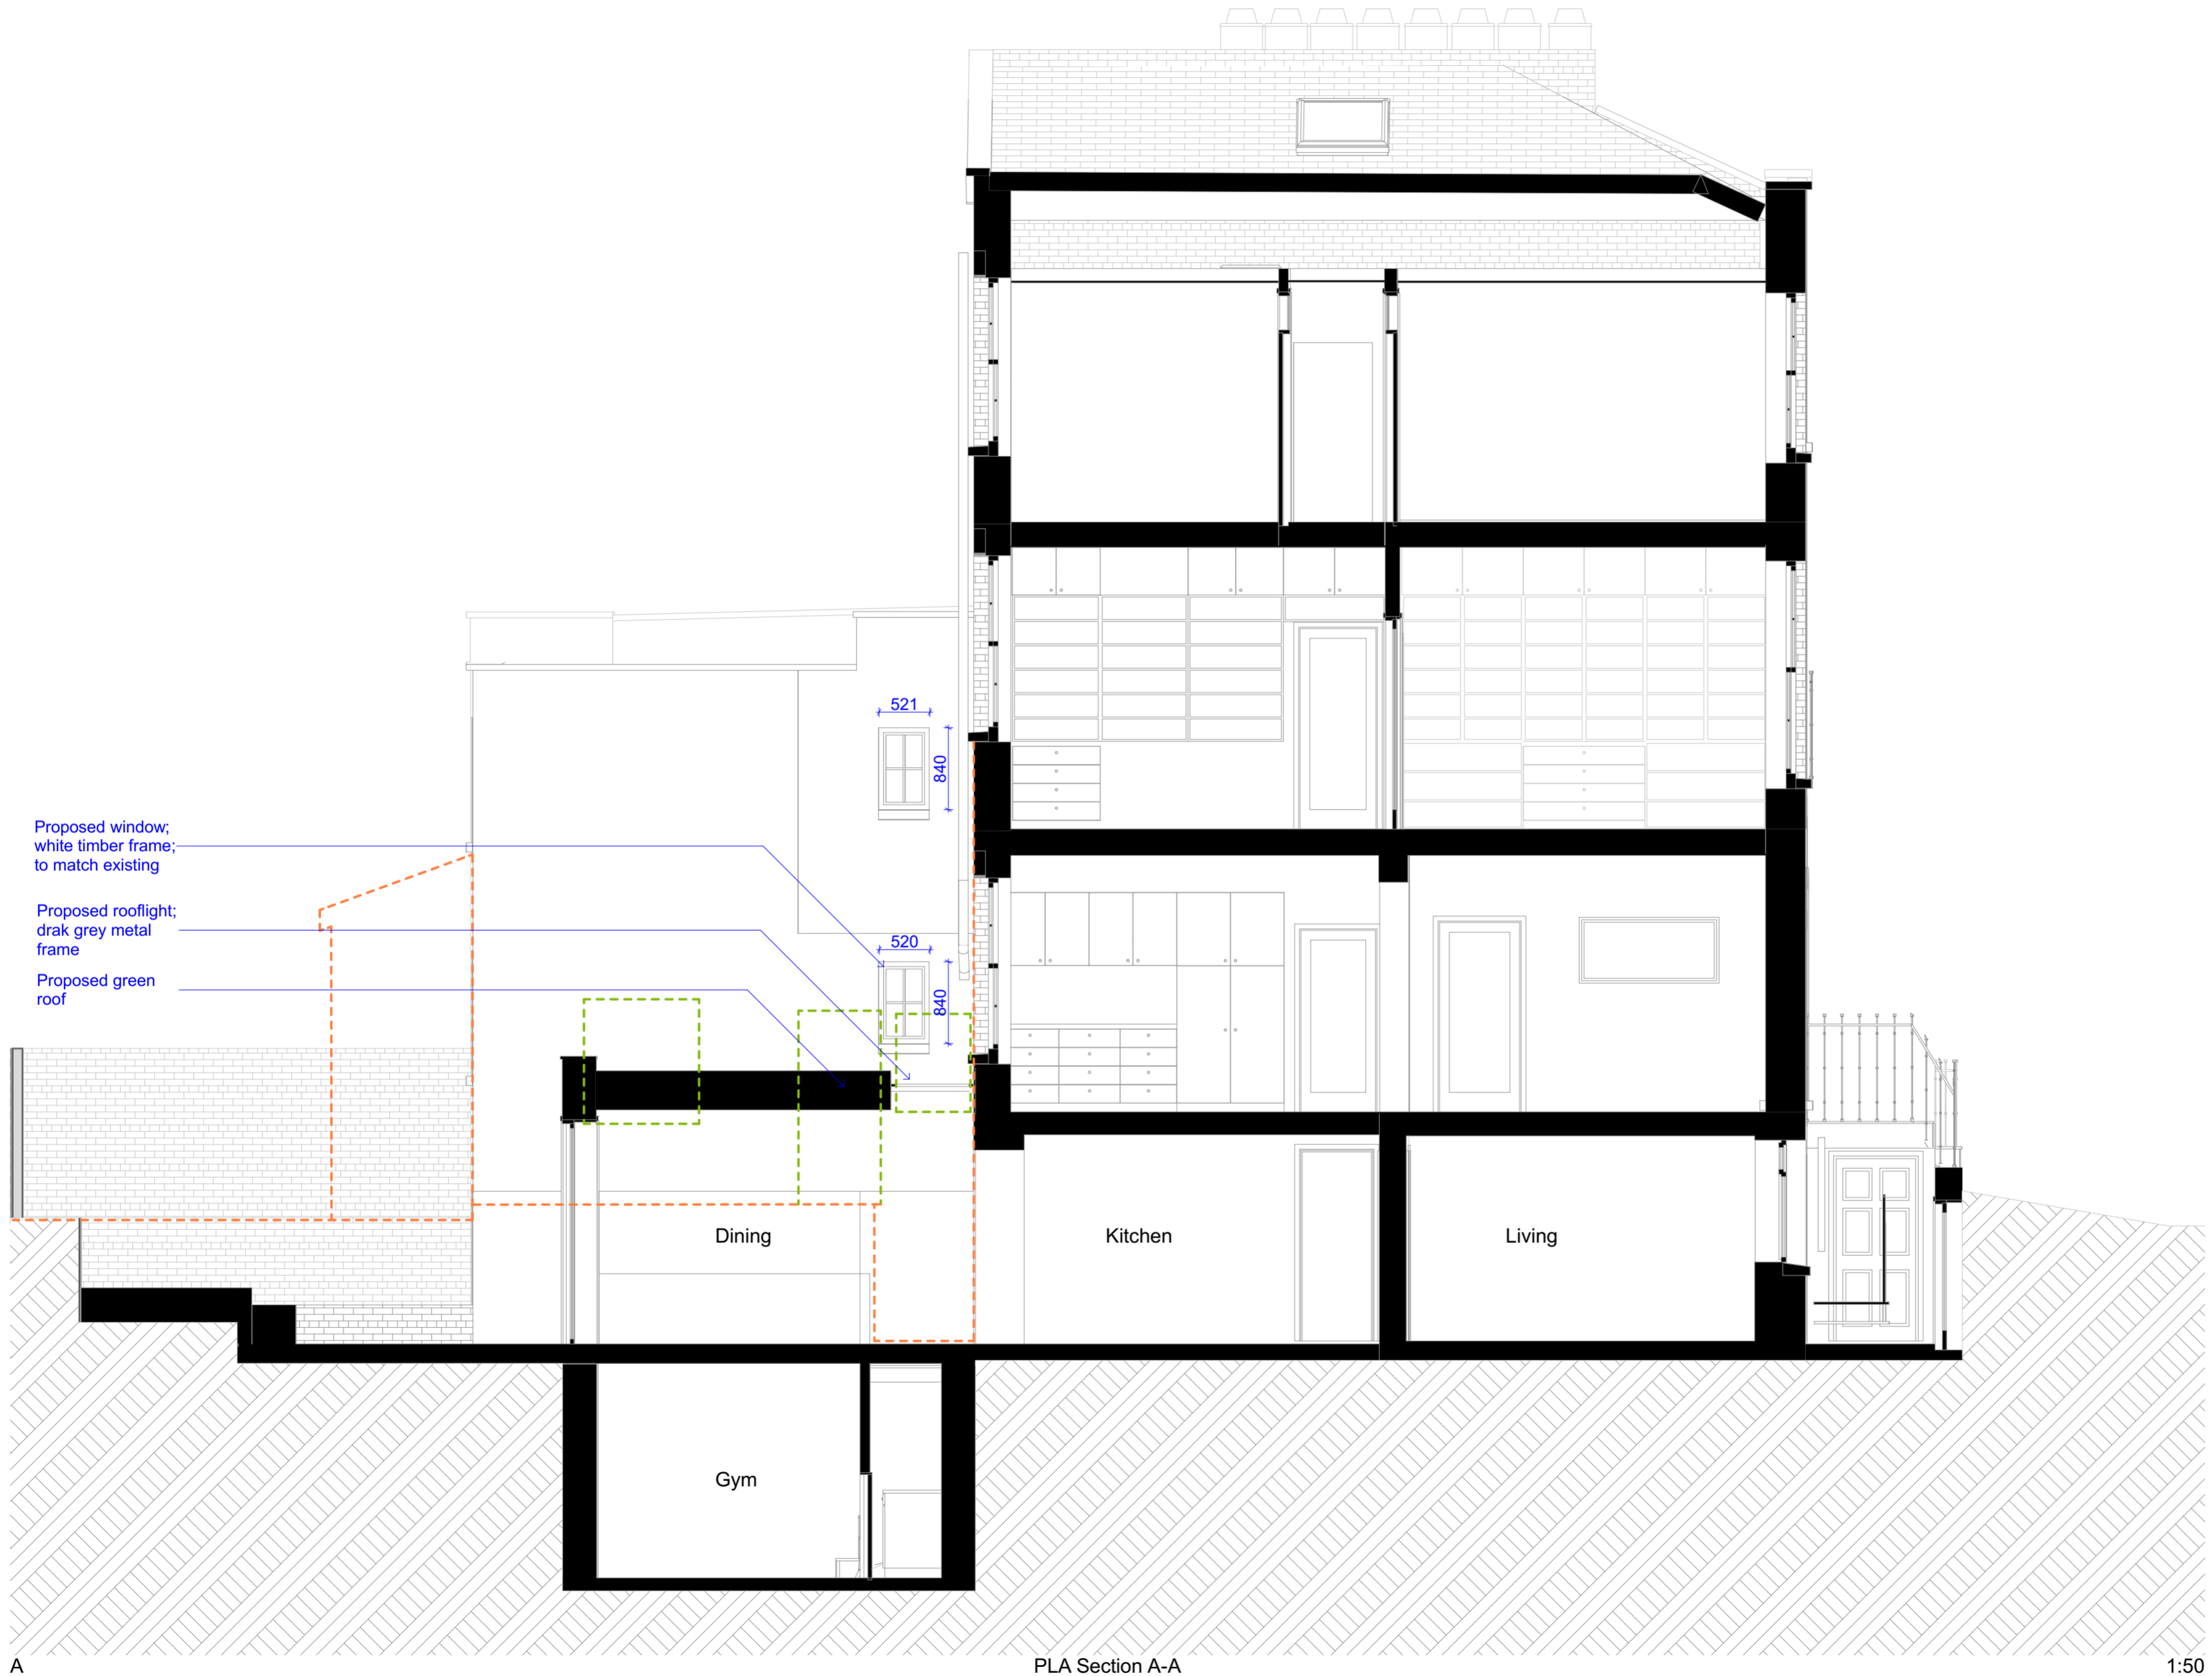 521
840
Proposed window;
white timber frame;
to match existing
Proposed rooflight;
drak grey metal
frame
520
Proposed green
roof
840
Dining
Kitchen
Living
Gym
A
PLA Section A-A
1:50